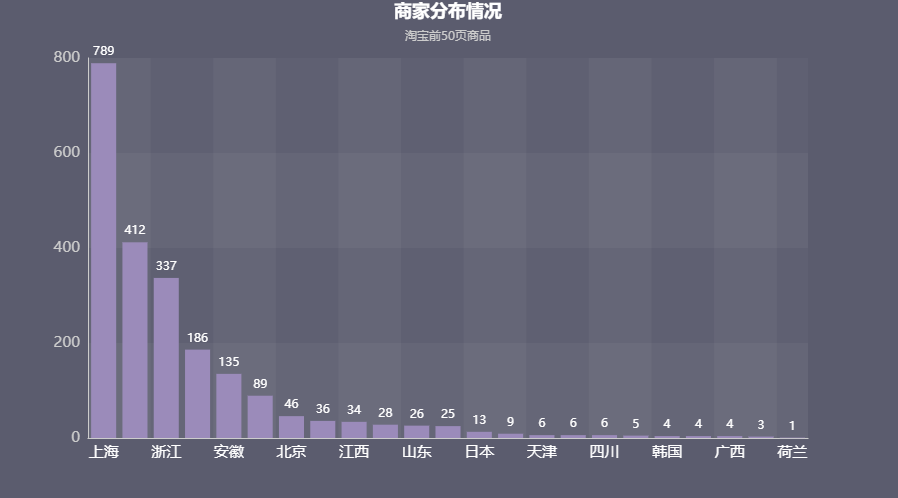 商家分布情况
淘宝前50页商品
800
600
400
200
0
789
412
337
186
135
89
46
36
34
28
26
25
13
9
6
6
6
5
4
4
4
3
1
上海
浙江
安徽
北京
江西
山东
日本
天津
四川
韩国
广西
荷兰